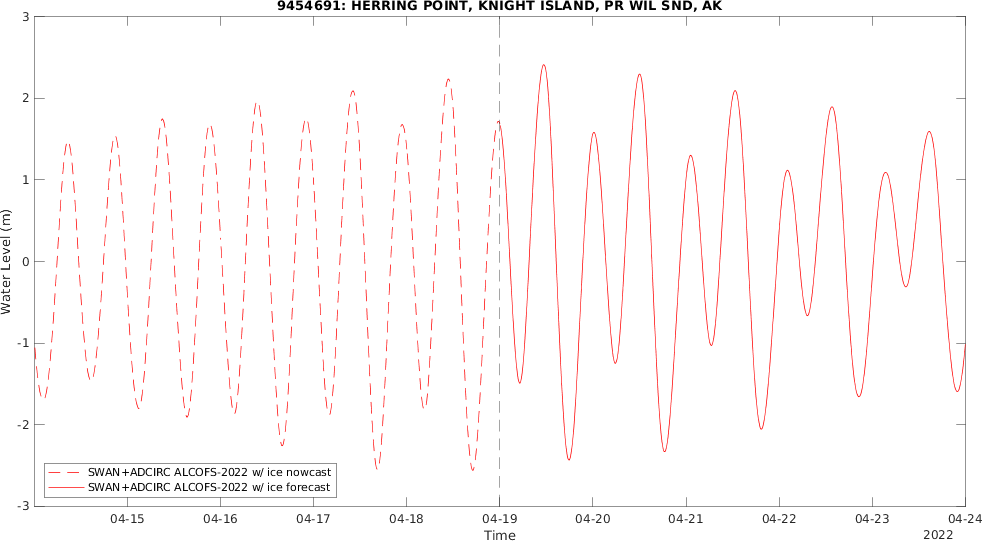 9454691: HERRING POINT, KNIGHT ISLAND, PR WIL SND, AK
3
2
1
0
-1
-2
-3
Water Level (m)
SWAN+ADCIRC ALCOFS-2022 w/ ice nowcast
SWAN+ADCIRC ALCOFS-2022 w/ ice forecast
04-15 04-16 04-17 04-18 04-19 04-20 04-21 04-22 04-23 04-24
Time
2022